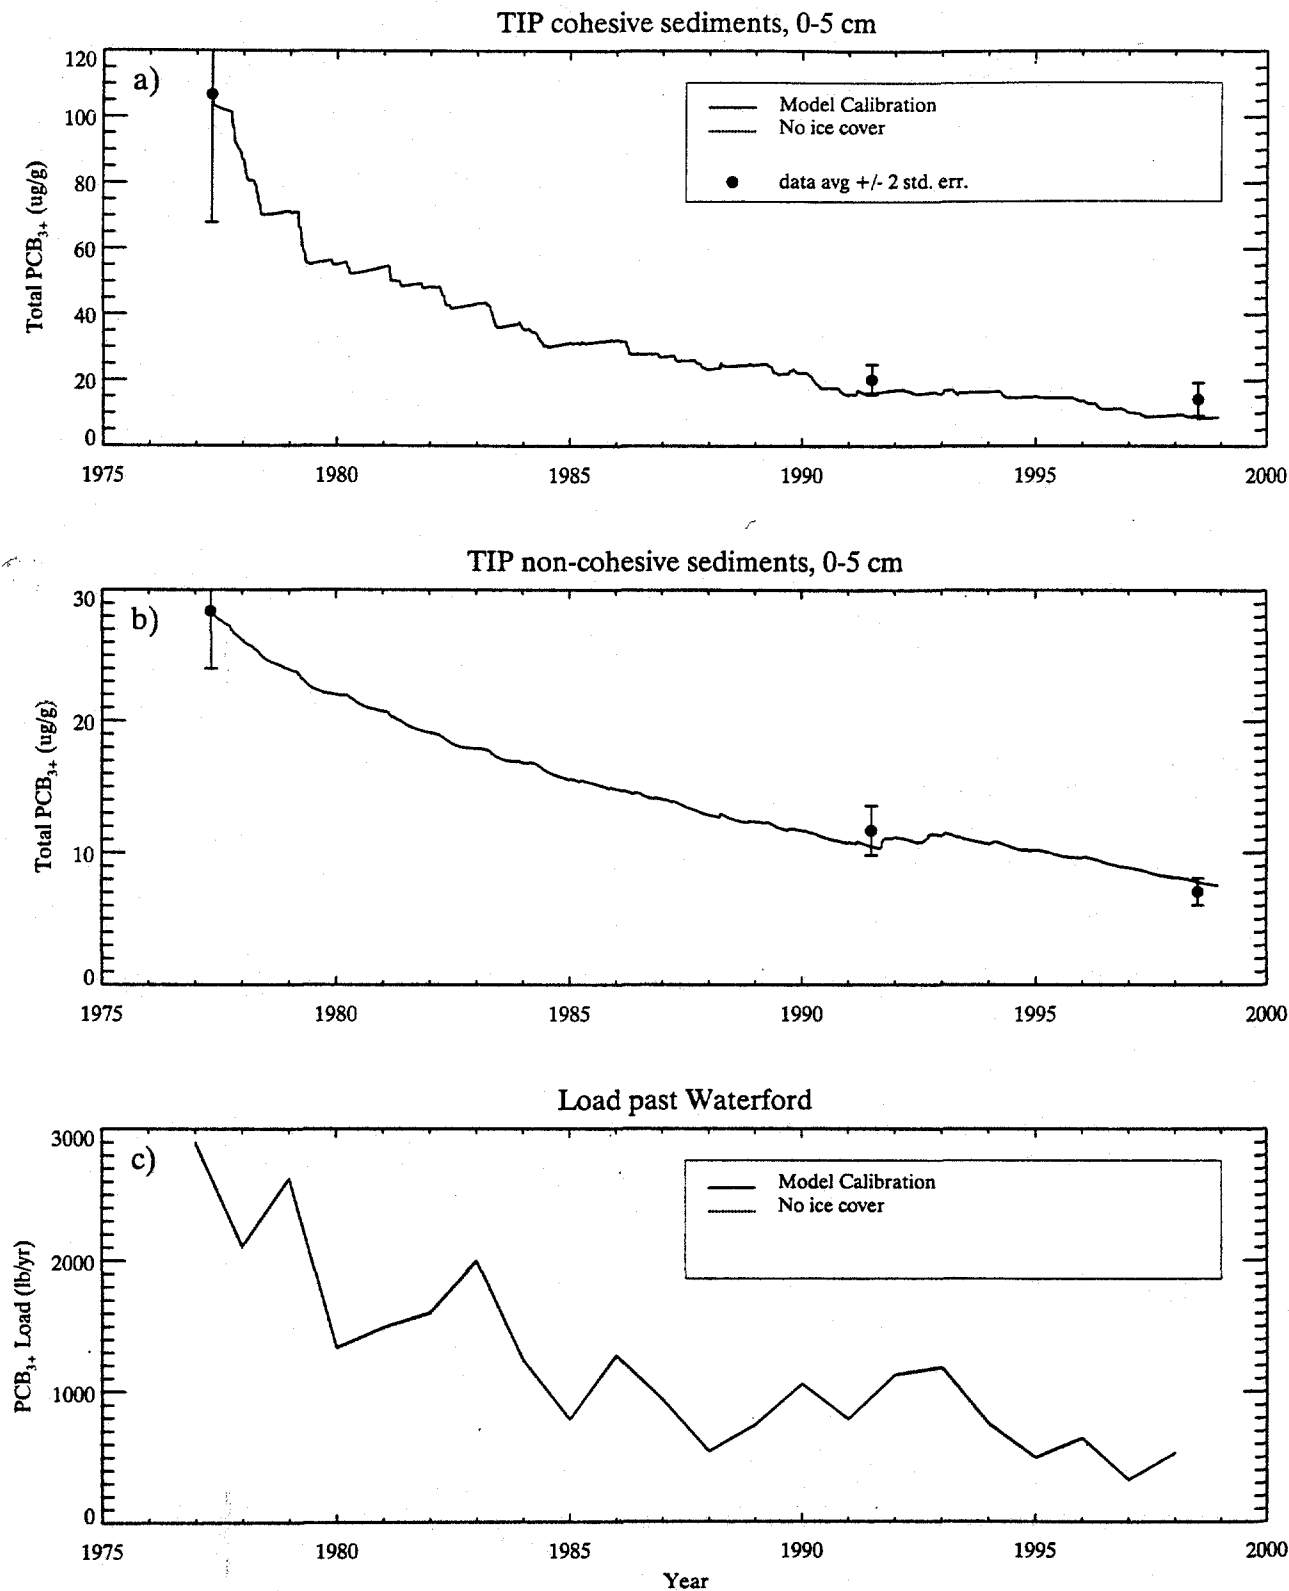 TIP cohesive sediments, 0-5 cm
a)
Model Calibration
No ice cover
data avg +/- 2 std. err.
Total PCB3+ (ug/g)
120
100
80
60
40
20
0
1975 1980 1985 1990 1995 2000
TIP non-cohesive sediments, 0-5 cm
b)
Total PCB3+ (ug/g)
30
20
10
0
1975 1980 1985 1990 1995 2000
Load past Waterford
c)
Model Calibration
No ice cover
PCB3+ Load (lb/yr)
3000
2000
1000
0
1975 1980 1985 1990 1995 2000
Year